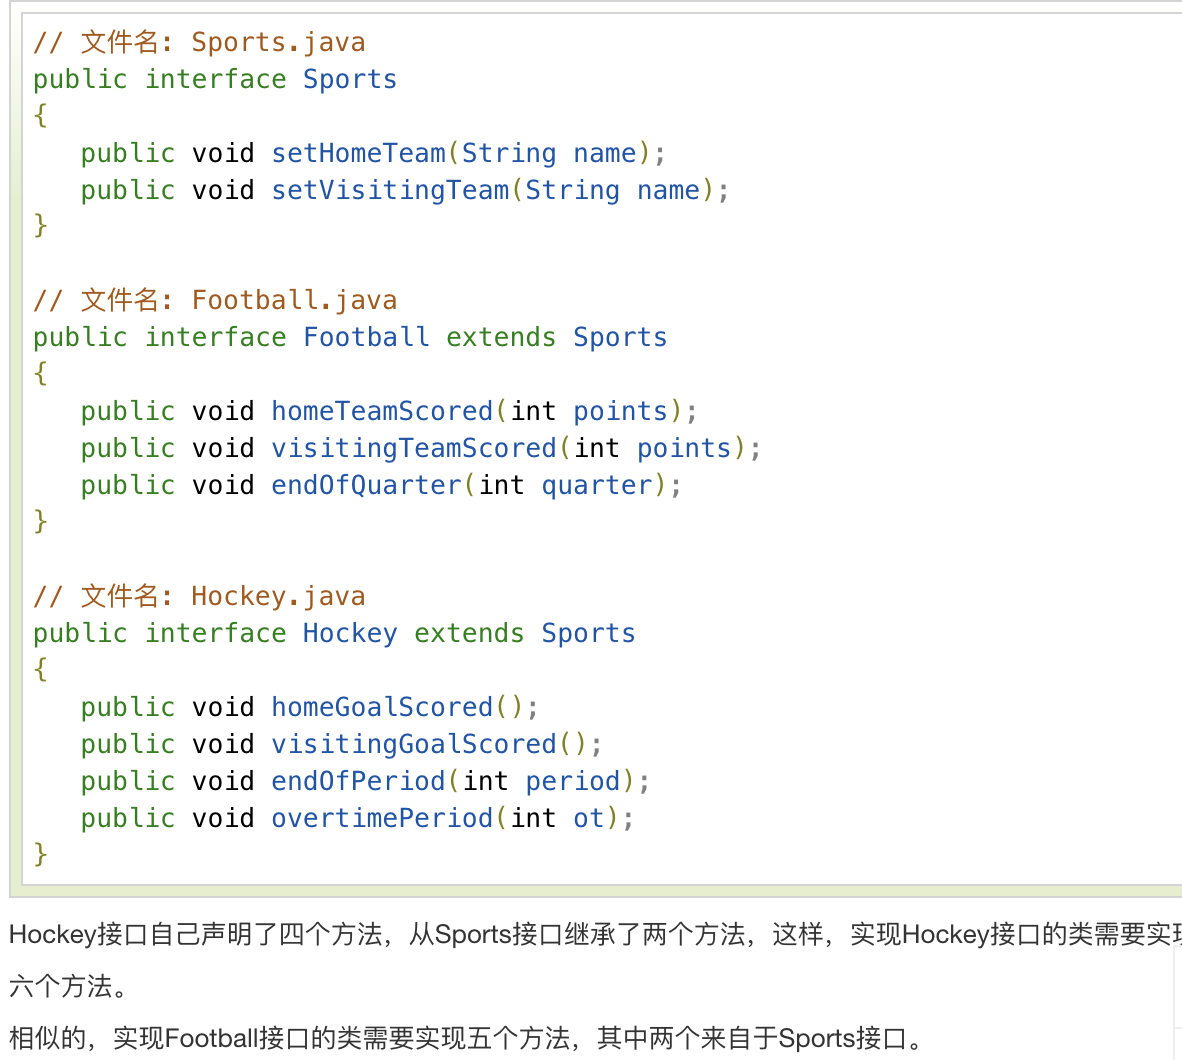 // 文件名: Sports.java
public interface Sports
{
   public void setHomeTeam(String name);
   public void setVisitingTeam(String name);
}

// 文件名: Football.java
public interface Football extends Sports
{
   public void homeTeamScored(int points);
   public void visitingTeamScored(int points);
   public void endOfQuarter(int quarter);
}

// 文件名: Hockey.java
public interface Hockey extends Sports
{
   public void homeGoalScored();
   public void visitingGoalScored();
   public void endOfPeriod(int period);
   public void overtimePeriod(int ot);
}
Hockey接口自己声明了四个方法，从Sports接口继承了两个方法，这样，实现Hockey接口的类需要实现
六个方法。
相似的，实现Football接口的类需要实现五个方法，其中两个来自于Sports接口。